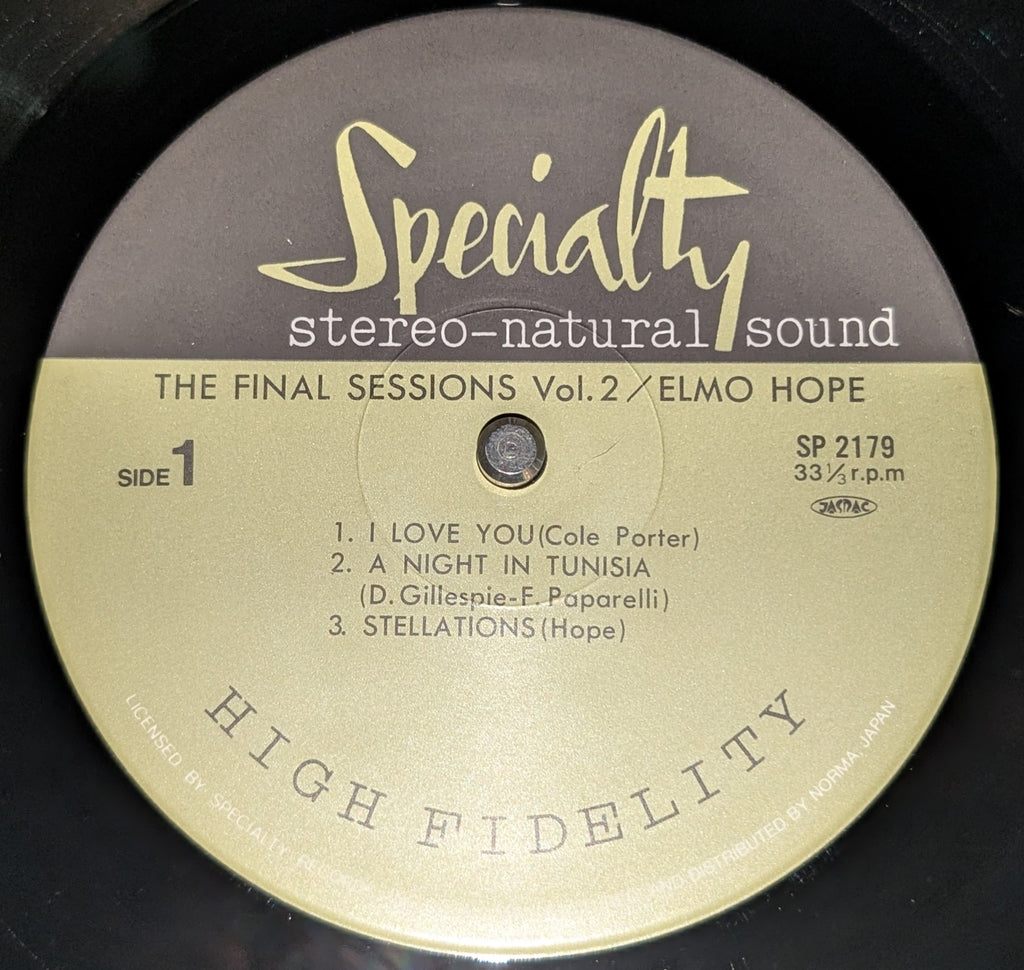 Specialty
stereo-natural sound
THE FINAL SESSIONS Vol.2/ELMO HOPE
SIDE 1
SP 2179
33⅓ r.p.m
JASRAC
1. I LOVE YOU(Cole Porter)
2. A NIGHT IN TUNISIA
(D. Gillespie-F. Paparelli)
3. STELLATIONS(Hope)
HIGH FIDELITY
LICENSED BY SPECIALTY RECORDS
AND DISTRIBUTED BY NORMA, JAPAN